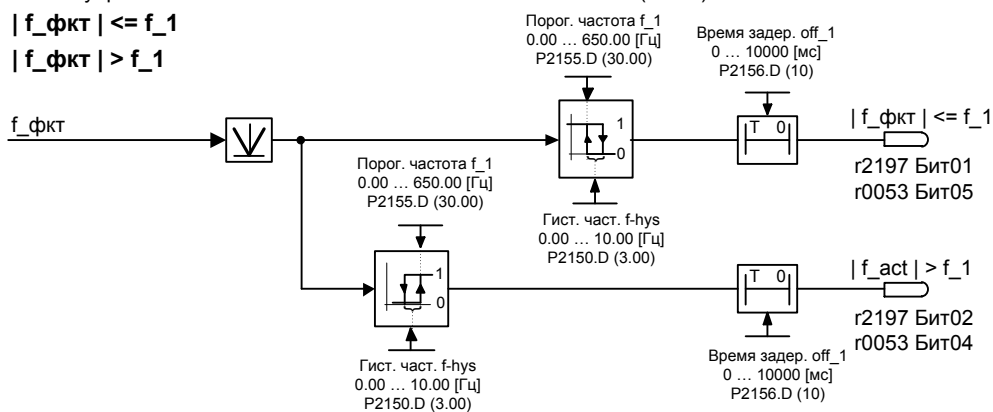 | f_фкт | <= f_1
| f_фкт | > f_1
f_фкт
Порог. частота f_1
0.00 ... 650.00 [Гц]
P2155.D (30.00)
Время задер. off_1
0 ... 10000 [мс]
P2156.D (10)
1
0
T 0
Гист. част. f-hys
0.00 ... 10.00 [Гц]
P2150.D (3.00)
| f_фкт | <= f_1
r2197 Бит01
r0053 Бит05
Порог. частота f_1
0.00 ... 650.00 [Гц]
P2155.D (30.00)
1
0
Гист. част. f-hys
0.00 ... 10.00 [Гц]
P2150.D (3.00)
T 0
Время задер. off_1
0 ... 10000 [мс]
P2156.D (10)
| f_act | > f_1
r2197 Бит02
r0053 Бит04